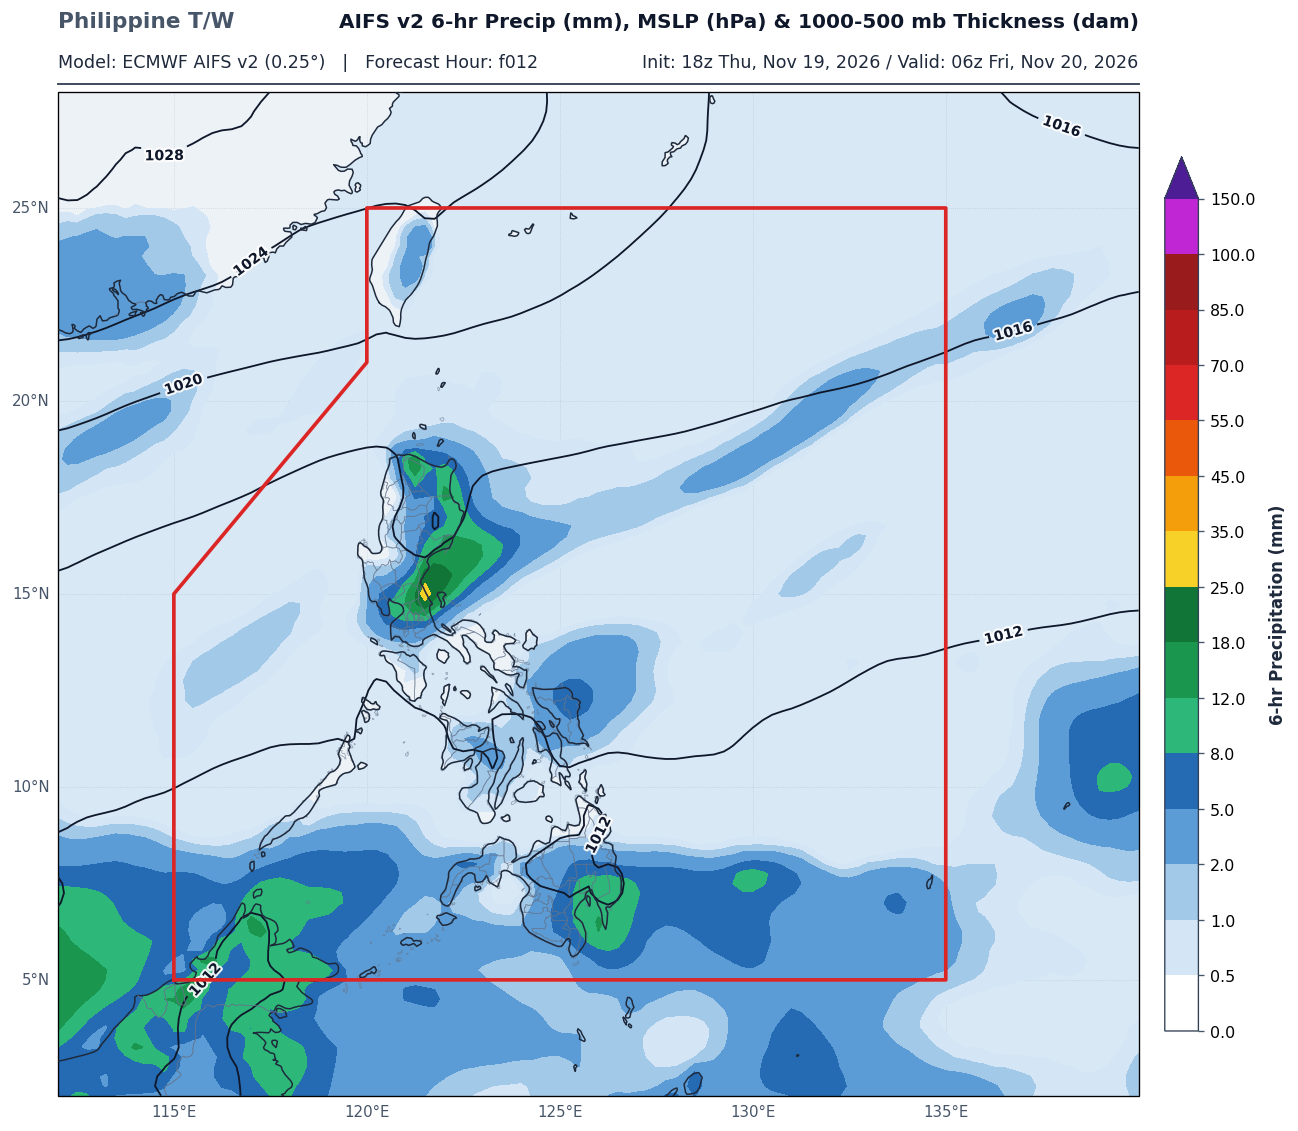 Philippine T/W
AIFS v2 6-hr Precip (mm), MSLP (hPa) & 1000-500 mb Thickness (dam)
Model: ECMWF AIFS v2 (0.25°) | Forecast Hour: f012
Init: 18z Thu, Nov 19, 2026 / Valid: 06z Fri, Nov 20, 2026
1028
1016
25°N
1024
1016
1020
20°N
15°N
1012
10°N
1012
5°N
1012
115°E
120°E
125°E
130°E
135°E
150.0
100.0
85.0
70.0
55.0
45.0
35.0
25.0
18.0
12.0
8.0
5.0
2.0
1.0
0.5
0.0
6-hr Precipitation (mm)